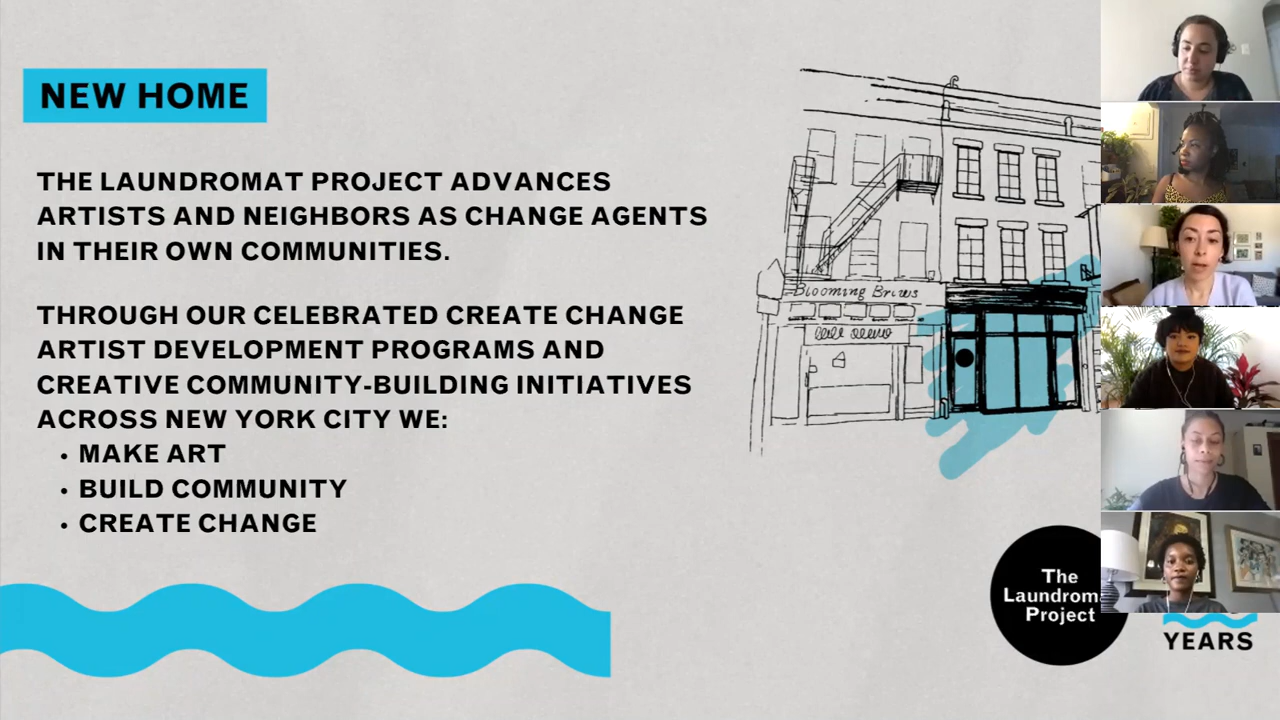 NEW HOME
THE LAUNDROMAT PROJECT ADVANCES
ARTISTS AND NEIGHBORS AS CHANGE AGENTS
IN THEIR OWN COMMUNITIES.
THROUGH OUR CELEBRATED CREATE CHANGE
ARTIST DEVELOPMENT PROGRAMS AND
CREATIVE COMMUNITY-BUILDING INITIATIVES
ACROSS NEW YORK CITY WE:
• MAKE ART
• BUILD COMMUNITY
• CREATE CHANGE
Blooming Brews
The
Laundrom
Project
YEARS